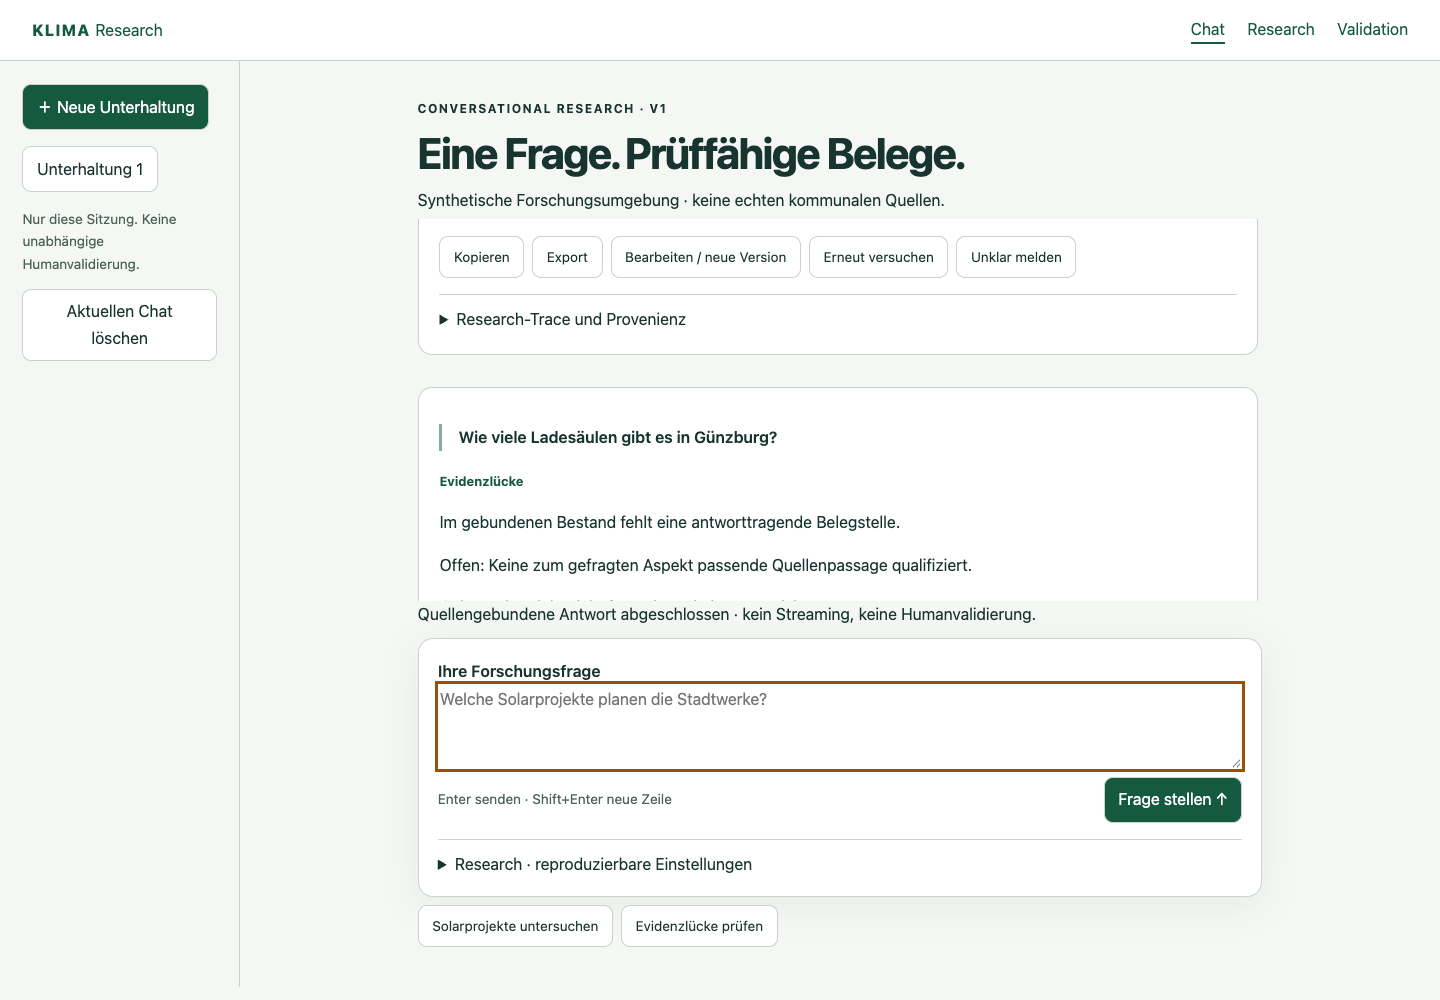 KLIMA Research
Chat
Research
Validation
+ Neue Unterhaltung
Unterhaltung 1
Nur diese Sitzung. Keine
unabhängige
Humanvalidierung.
Aktuellen Chat
löschen
CONVERSATIONAL RESEARCH · V1
Eine Frage. Prüffähige Belege.
Synthetische Forschungsumgebung · keine echten kommunalen Quellen.
Kopieren
Export
Bearbeiten / neue Version
Erneut versuchen
Unklar melden
Research-Trace und Provenienz
Wie viele Ladesäulen gibt es in Günzburg?
Evidenzlücke
Im gebundenen Bestand fehlt eine antworttragende Belegstelle.
Offen: Keine zum gefragten Aspekt passende Quellenpassage qualifiziert.
Quellengebundene Antwort abgeschlossen · kein Streaming, keine Humanvalidierung.
Ihre Forschungsfrage
Welche Solarprojekte planen die Stadtwerke?
Enter senden · Shift+Enter neue Zeile
Frage stellen ↑
Research · reproduzierbare Einstellungen
Solarprojekte untersuchen
Evidenzlücke prüfen